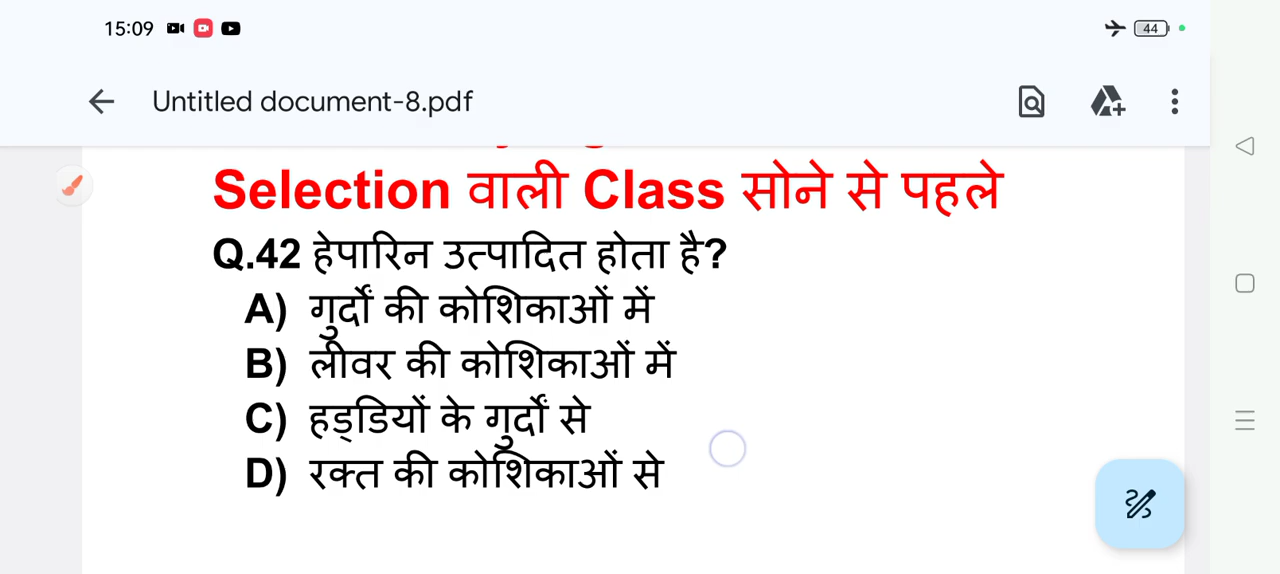 15:09
44
Untitled document-8.pdf
Selection वाली Class सोने से पहले
Q.42 हेपारिन उत्पादित होता है?
A) गुर्दो की कोशिकाओं में
B) लीवर की कोशिकाओं में
C) हड्डियों के गुर्दो से
D) रक्त की कोशिकाओं से